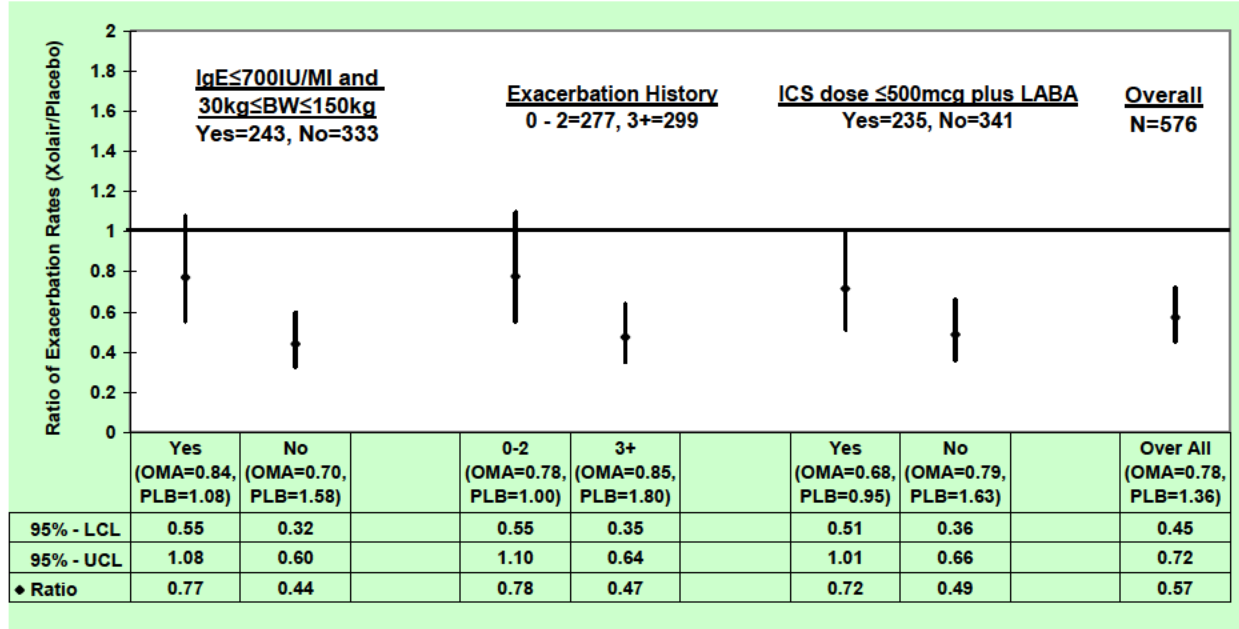 Ratio of Exacerbation Rates (Xolair/Placebo)
2
1.8
1.6
1.4
1.2
1
0.8
0.6
0.4
0.2
0
IgE≤700IU/MI and
30kg≤BW≤150kg
Yes=243, No=333
Exacerbation History
0 - 2=277, 3+=299
ICS dose ≤500mcg plus LABA
Yes=235, No=341
Overall
N=576
Yes
(OMA=0.84,
PLB=1.08)
No
(OMA=0.70,
PLB=1.58)
0-2
(OMA=0.78,
PLB=1.00)
3+
(OMA=0.85,
PLB=1.80)
Yes
(OMA=0.68,
PLB=0.95)
No
(OMA=0.79,
PLB=1.63)
Over All
(OMA=0.78,
PLB=1.36)
95% - LCL 0.55 0.32 0.55 0.35 0.51 0.36 0.45
95% - UCL 1.08 0.60 1.10 0.64 1.01 0.66 0.72
Ratio 0.77 0.44 0.78 0.47 0.72 0.49 0.57